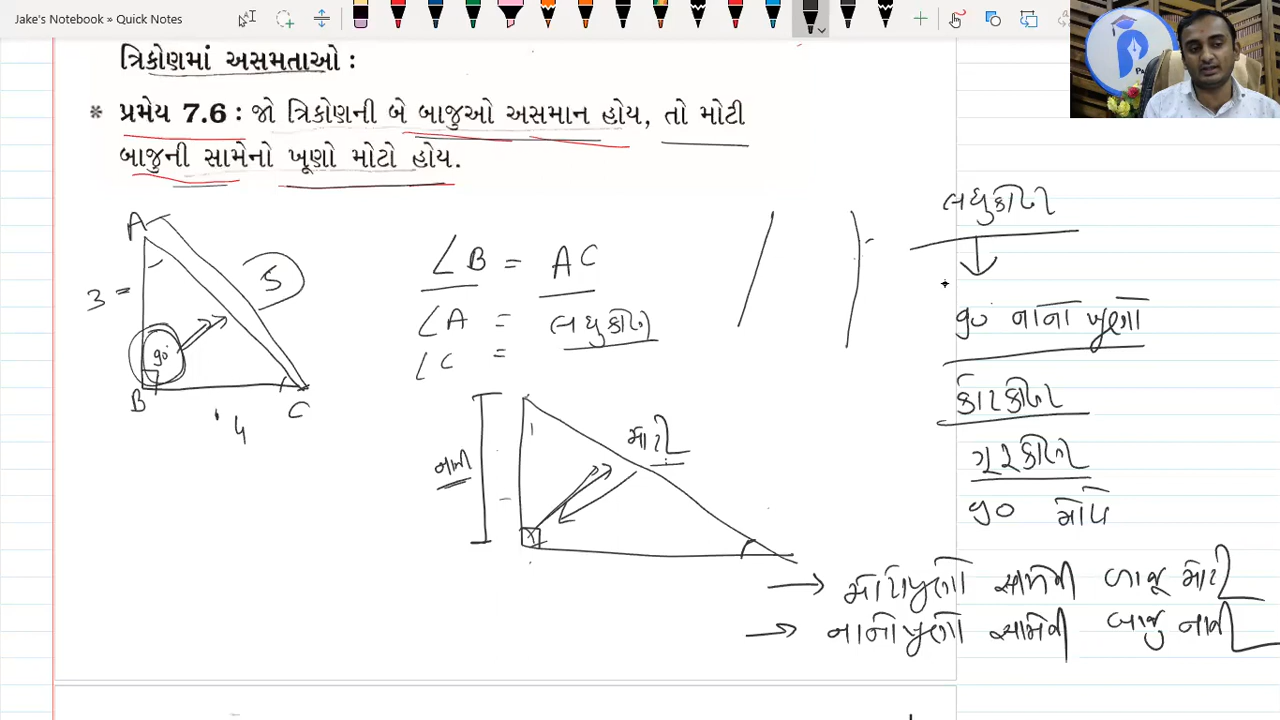 Jake's Notebook » Quick Notes
ત્રિકોણમાં અસમતાઓ :
* પ્રમેય 7.6 : જો ત્રિકોણની બે બાજુઓ અસમાન હોય, તો મોટી
બાજુની સામેનો ખૂણો મોટો હોય.
A
3
5
90°
B
4
C
∠B = AC
∠A = લઘુકોણ
∠C =
નાની
મોટી
x
લઘુકોણ
90 નાના ખૂણો
કાટકોણ
ગુરુકોણ
90 મોટો
→ મોટાખૂણો સામેની બાજુ મોટી
→ નાનાખૂણો સામેની બાજુ નાની